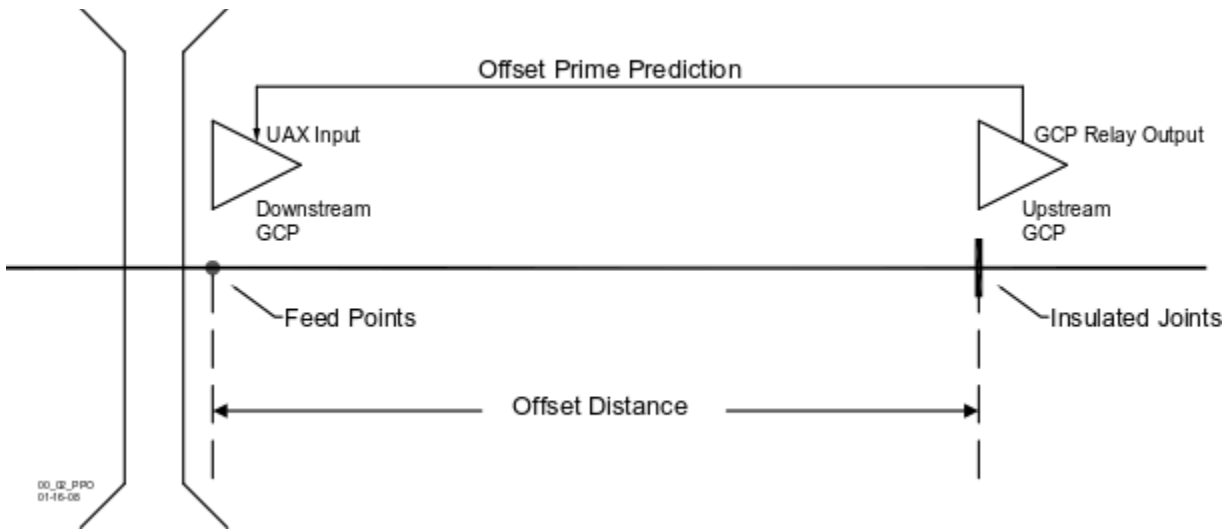 Offset Prime Prediction
UAX Input
GCP Relay Output
Downstream
GCP
Upstream
GCP
Feed Points
Insulated Joints
Offset Distance
00_02_PPO
01-16-08